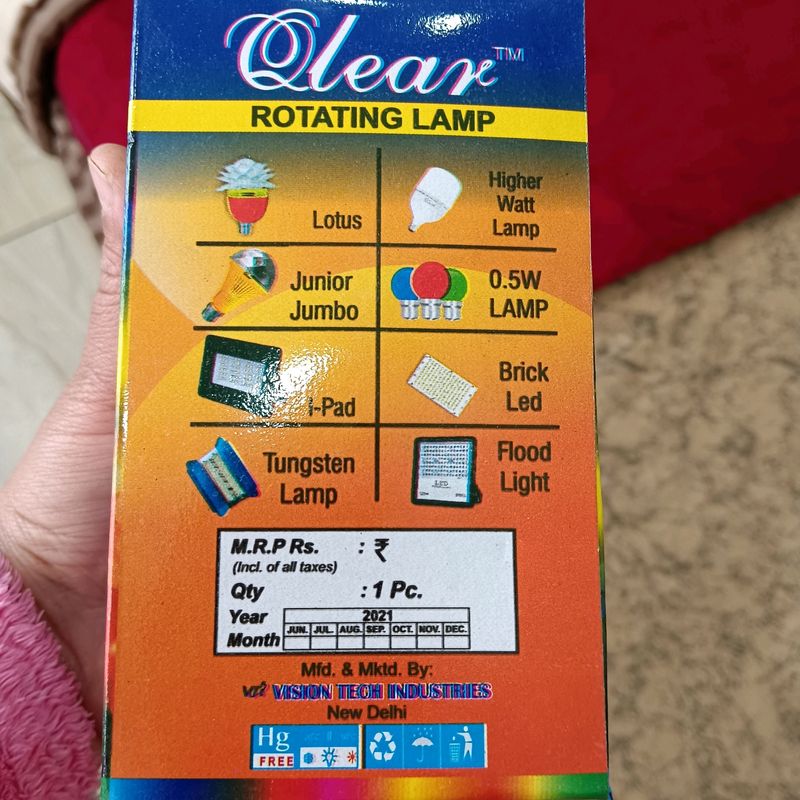 Qlear™
ROTATING LAMP
Lotus
Higher
Watt
Lamp
Junior
Jumbo
0.5W
LAMP
I-Pad
Brick
Led
Tungsten
Lamp
LED
Flood
Light
M.R.P Rs. : ₹
(Incl. of all taxes)
Qty : 1 Pc.
Year 2021
Month JUN. JUL. AUG. SEP. OCT. NOV. DEC.
Mfd. & Mktd. By:
VTI VISION TECH INDUSTRIES
New Delhi
Hg
FREE